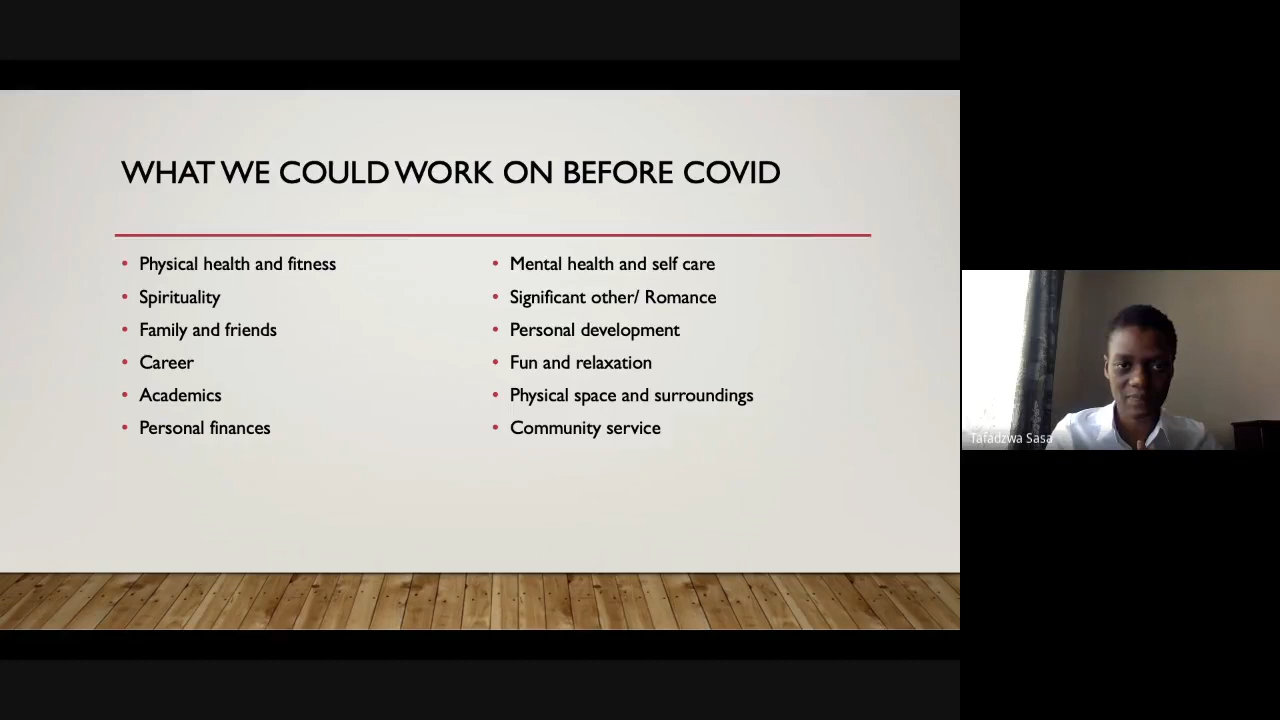 WHAT WE COULD WORK ON BEFORE COVID
• Physical health and fitness
• Spirituality
• Family and friends
• Career
• Academics
• Personal finances
• Mental health and self care
• Significant other/ Romance
• Personal development
• Fun and relaxation
• Physical space and surroundings
• Community service
Tafadzwa Sasa